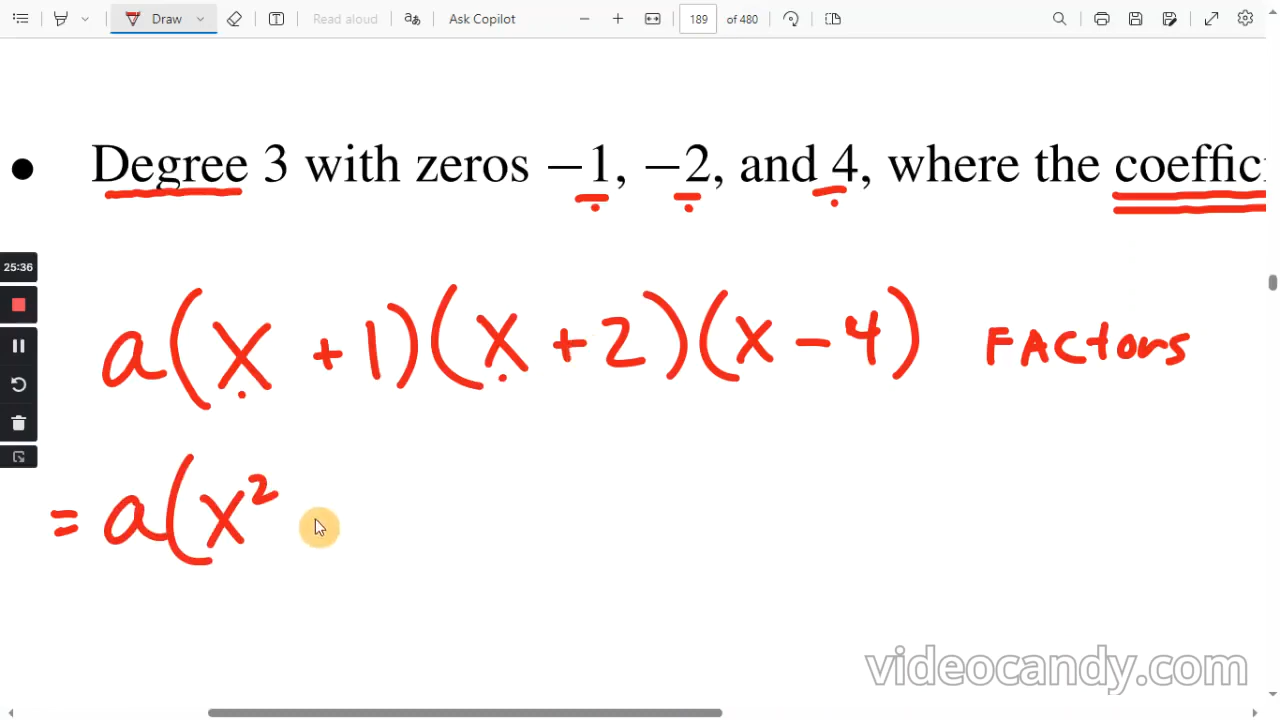 Draw Read aloud Ask Copilot 189 of 480
• Degree 3 with zeros −1, −2, and 4, where the coeffici
25:36
a(x + 1)(x + 2)(x − 4) FACtors
= a(x²
videocandy.com